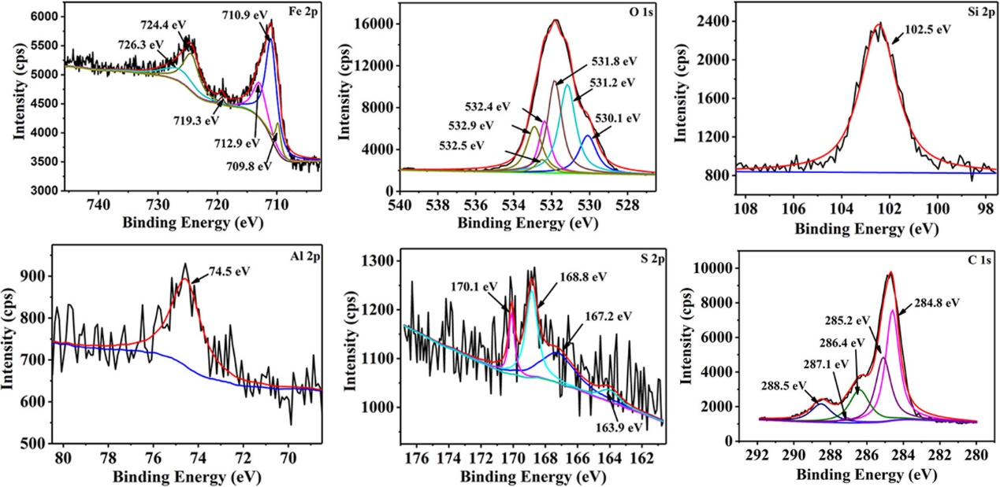 Fe 2p
6000
5500
5000
4500
4000
3500
3000
Intensity (cps)
710.9 eV
724.4 eV
726.3 eV
719.3 eV
712.9 eV
709.8 eV
740
730
720
710
Binding Energy (eV)
O 1s
16000
12000
8000
4000
0
Intensity (cps)
531.8 eV
531.2 eV
532.4 eV
532.9 eV
532.5 eV
530.1 eV
540
538
536
534
532
530
528
Binding Energy (eV)
Si 2p
2400
2000
1600
1200
800
Intensity (cps)
102.5 eV
108
106
104
102
100
98
Binding Energy (eV)
Al 2p
900
800
700
600
500
Intensity (cps)
74.5 eV
80
78
76
74
72
70
Binding Energy (eV)
S 2p
1300
1200
1100
1000
Intensity (cps)
170.1 eV
168.8 eV
167.2 eV
163.9 eV
176
174
172
170
168
166
164
162
Binding Energy (eV)
C 1s
10000
8000
6000
4000
2000
0
Intensity (cps)
284.8 eV
285.2 eV
286.4 eV
287.1 eV
288.5 eV
292
290
288
286
284
282
280
Binding Energy (eV)